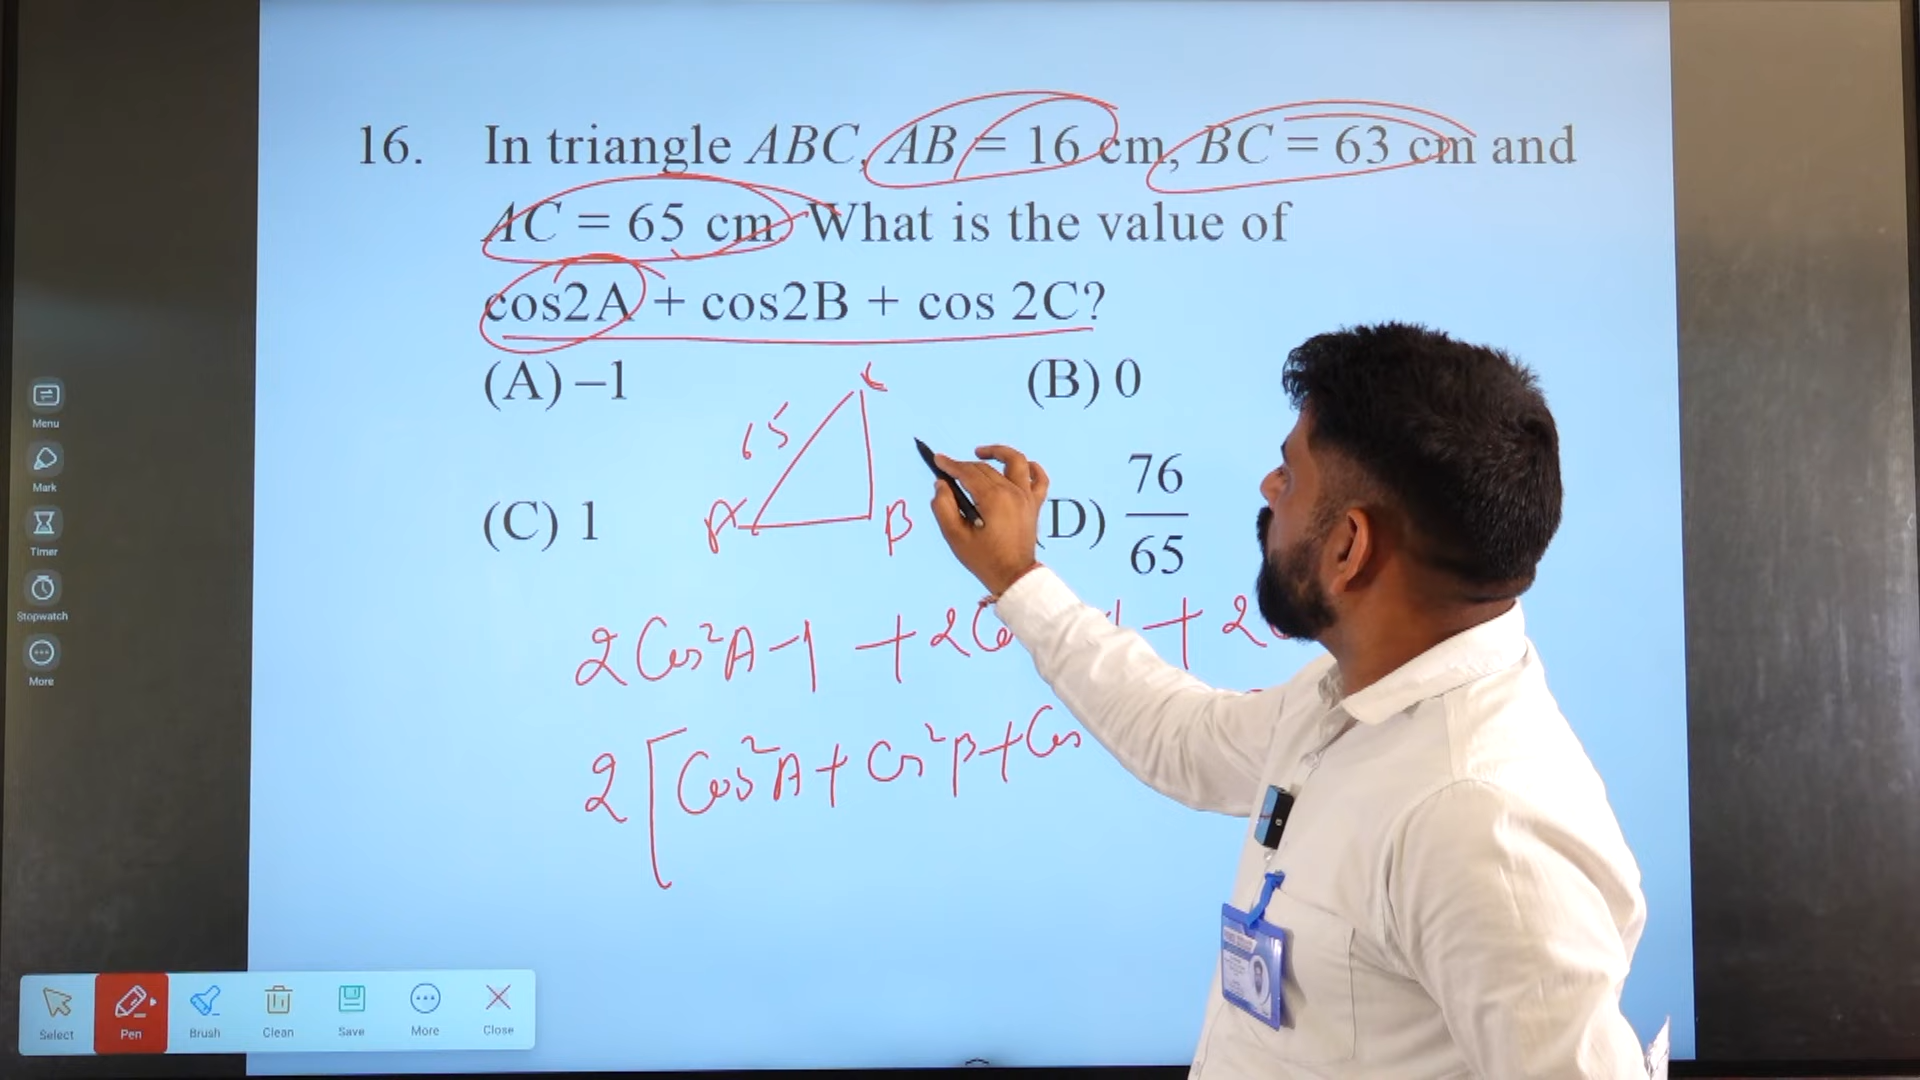 16. In triangle ABC, AB = 16 cm, BC = 63 cm and
AC = 65 cm. What is the value of
cos2A + cos2B + cos 2C?
(A) –1
(B) 0
(C) 1
(D) 76/65
C
65
A
B
2Cos²A-1 + 2Co 1 + 2
2[Cos²A+Cos²B+Cos
Menu
Mark
Timer
Stopwatch
More
Select
Pen
Brush
Clean
Save
More
Close